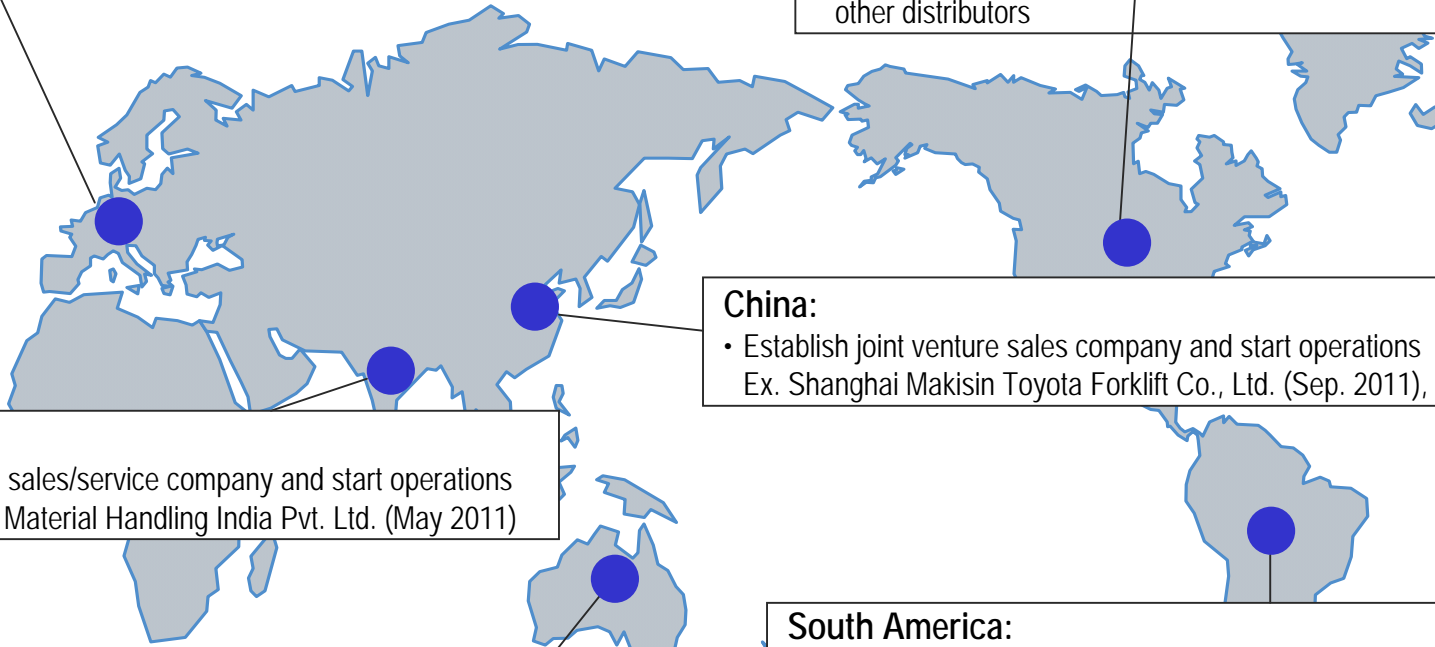 other distributors
China:
• Establish joint venture sales company and start operations
Ex. Shanghai Makisin Toyota Forklift Co., Ltd. (Sep. 2011),
sales/service company and start operations
Material Handling India Pvt. Ltd. (May 2011)
South America: